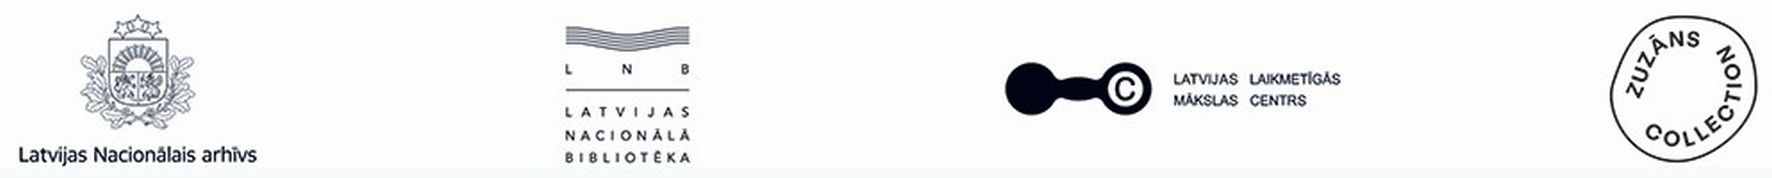 Latvijas Nacionālais arhīvs
L N B
LATVIJAS
NACIONĀLĀ
BIBLIOTĒKA
C
LATVIJAS LAIKMETĪGĀS
MĀKSLAS CENTRS
ZUZĀNS
COLLECTION